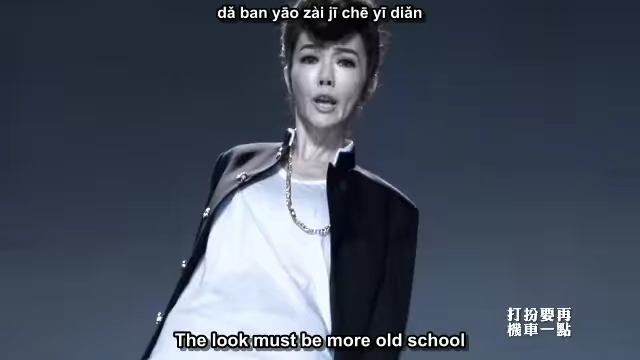 dǎ ban yāo zài jī chē yī diǎn
打扮要再
機車一點
The look must be more old school